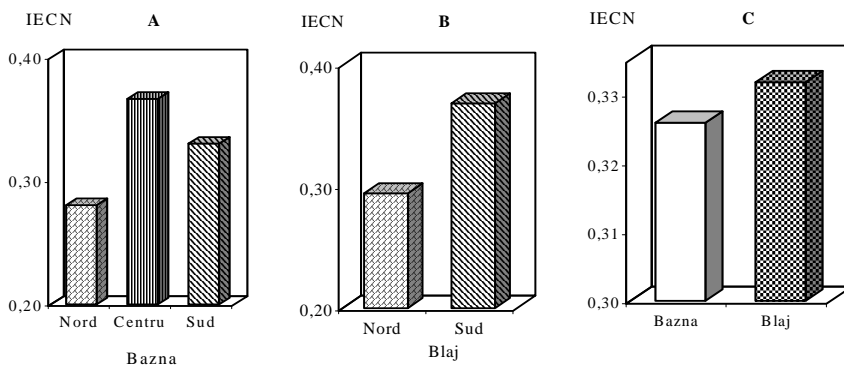 IECN A
0,40
0,30
0,20
Nord Centru Sud
Bazna
IECN B
0,40
0,30
0,20
Nord Sud
Blaj
IECN C
0,33
0,32
0,31
0,30
Bazna Blaj